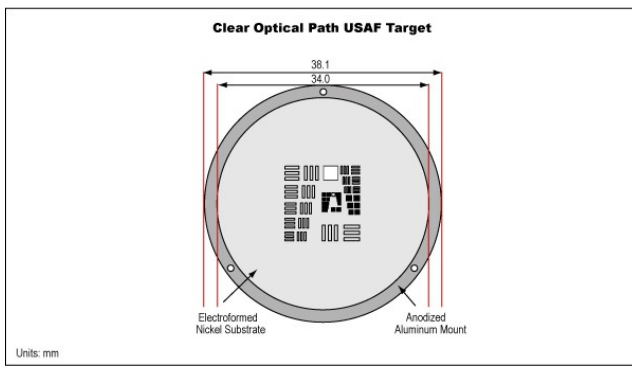 Clear Optical Path USAF Target
38.1
34.0
Electroformed
Nickel Substrate
Anodized
Aluminum Mount
Units: mm